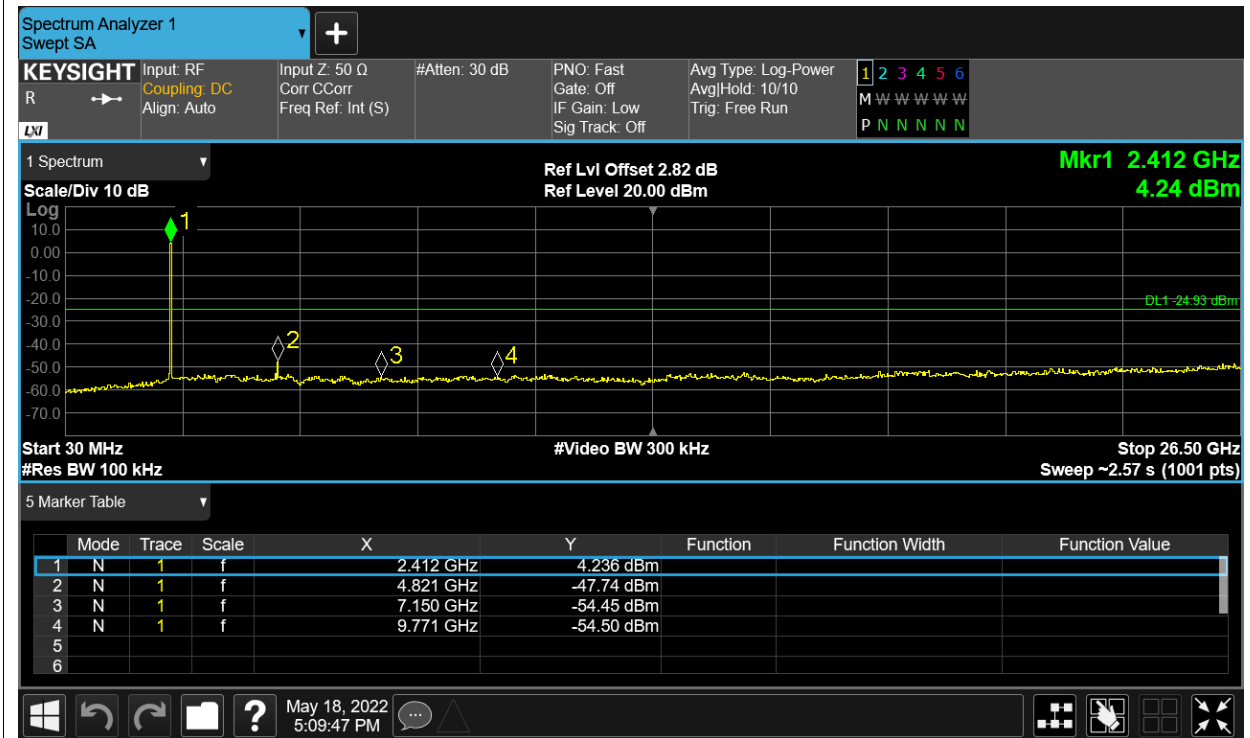 Spectrum Analyzer 1
Swept SA
KEYSIGHT
R
LXI
Input: RF
Coupling: DC
Align: Auto
Input Z: 50 Ω
Corr CCorr
Freq Ref: Int (S)
#Atten: 30 dB
PNO: Fast
Gate: Off
IF Gain: Low
Sig Track: Off
Avg Type: Log-Power
Avg|Hold: 10/10
Trig: Free Run
1 2 3 4 5 6
M W W W W W
P N N N N N
1 Spectrum
Scale/Div 10 dB
Ref Lvl Offset 2.82 dB
Ref Level 20.00 dBm
Mkr1 2.412 GHz
4.24 dBm
Log
10.0
0.00
-10.0
-20.0
-30.0
-40.0
-50.0
-60.0
-70.0
1
2
3
4
DL1 -24.93 dBm
Start 30 MHz
#Res BW 100 kHz
#Video BW 300 kHz
Stop 26.50 GHz
Sweep ~2.57 s (1001 pts)
5 Marker Table
Mode Trace Scale X Y Function Function Width Function Value
1 N 1 f 2.412 GHz 4.236 dBm
2 N 1 f 4.821 GHz -47.74 dBm
3 N 1 f 7.150 GHz -54.45 dBm
4 N 1 f 9.771 GHz -54.50 dBm
5
6
?
May 18, 2022
5:09:47 PM